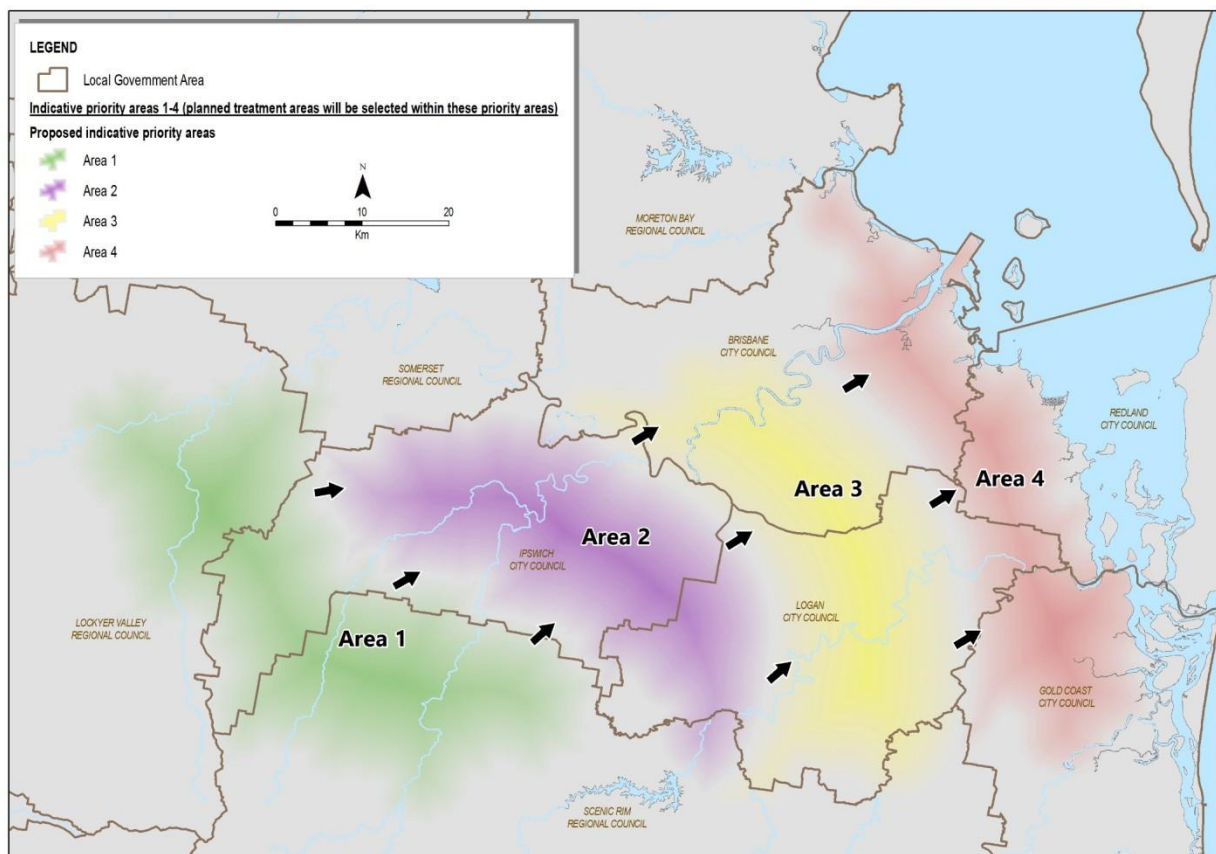 LEGEND
Local Government Area
Indicative priority areas 1-4 (planned treatment areas will be selected within these priority areas)
Proposed indicative priority areas
Area 1
Area 2
Area 3
Area 4
N
0 10 20
Km
MORETON BAY
REGIONAL COUNCIL
BRISBANE
CITY COUNCIL
SOMERSET
REGIONAL COUNCIL
REDLAND
CITY COUNCIL
Area 4
Area 3
Area 2
IPSWICH
CITY COUNCIL
LOCKYER VALLEY
REGIONAL COUNCIL
Area 1
LOGAN
CITY COUNCIL
GOLD COAST
CITY COUNCIL
SCENIC RIM
REGIONAL COUNCIL